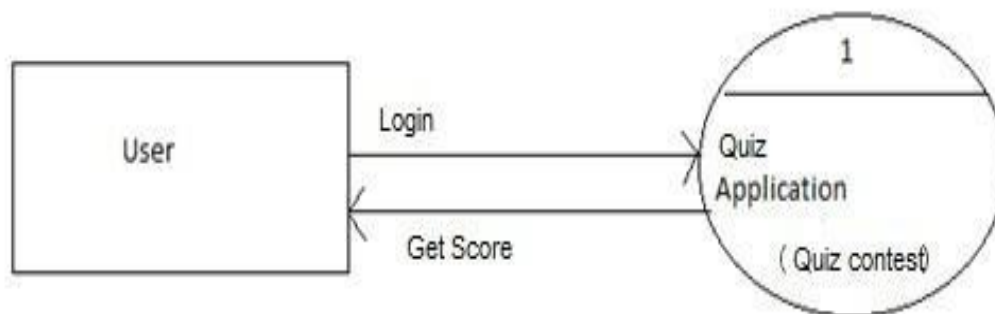 User
Login
Get Score
1
Quiz
Application
( Quiz contest)